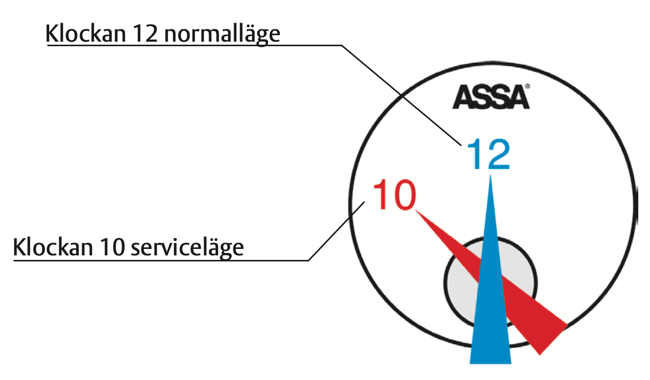 Klockan 12 normalläge
ASSA®
12
10
Klockan 10 serviceläge